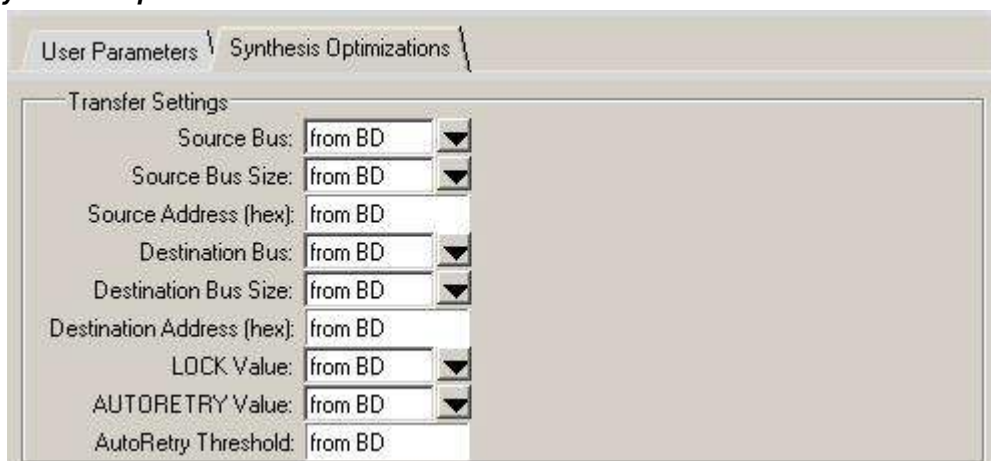 User Parameters Synthesis Optimizations
Transfer Settings
Source Bus: from BD
Source Bus Size: from BD
Source Address (hex): from BD
Destination Bus: from BD
Destination Bus Size: from BD
Destination Address (hex): from BD
LOCK Value: from BD
AUTORETRY Value: from BD
AutoRetry Threshold: from BD